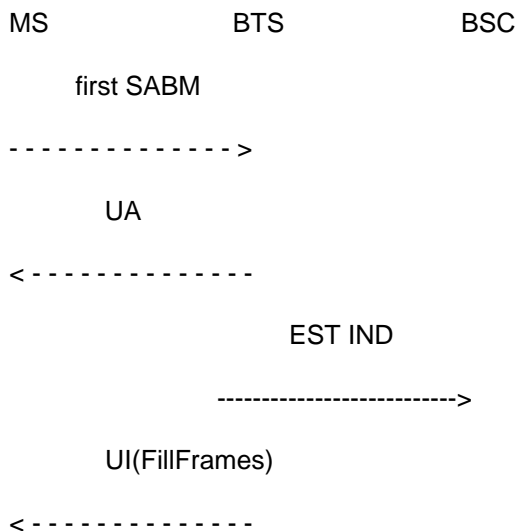 MS BTS BSC
first SABM
- - - - - - - - - - - - - - >
UA
< - - - - - - - - - - - - - -
EST IND
--------------------------->
UI(FillFrames)
< - - - - - - - - - - - - - -